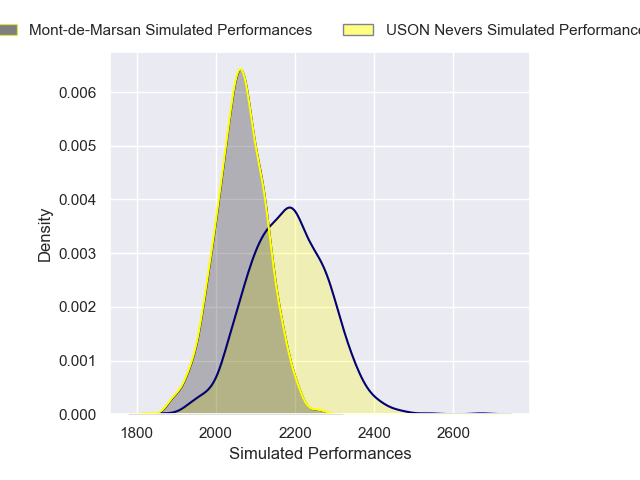 Mont-de-Marsan Simulated Performances USON Nevers Simulated Performance
0.006
0.005
0.004
0.003
0.002
0.001
0.000
Density
1800 2000 2200 2400 2600
Simulated Performances